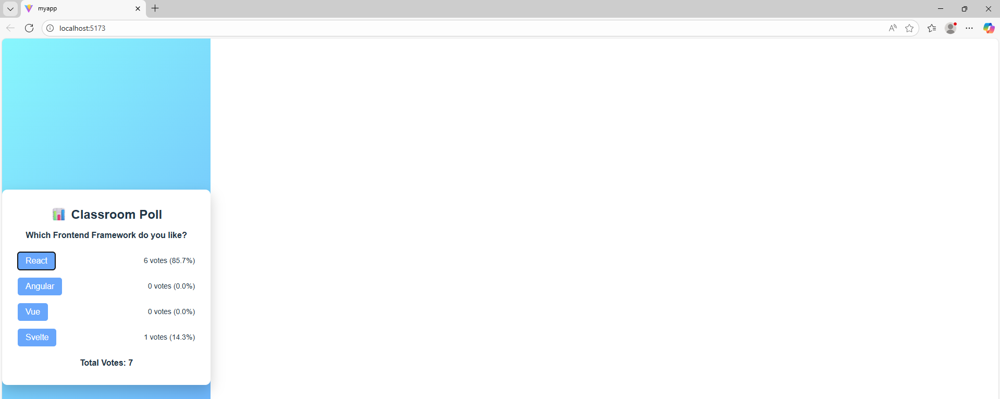 myapp
localhost:5173
📊 Classroom Poll
Which Frontend Framework do you like?
React 6 votes (85.7%)
Angular 0 votes (0.0%)
Vue 0 votes (0.0%)
Svelte 1 votes (14.3%)
Total Votes: 7